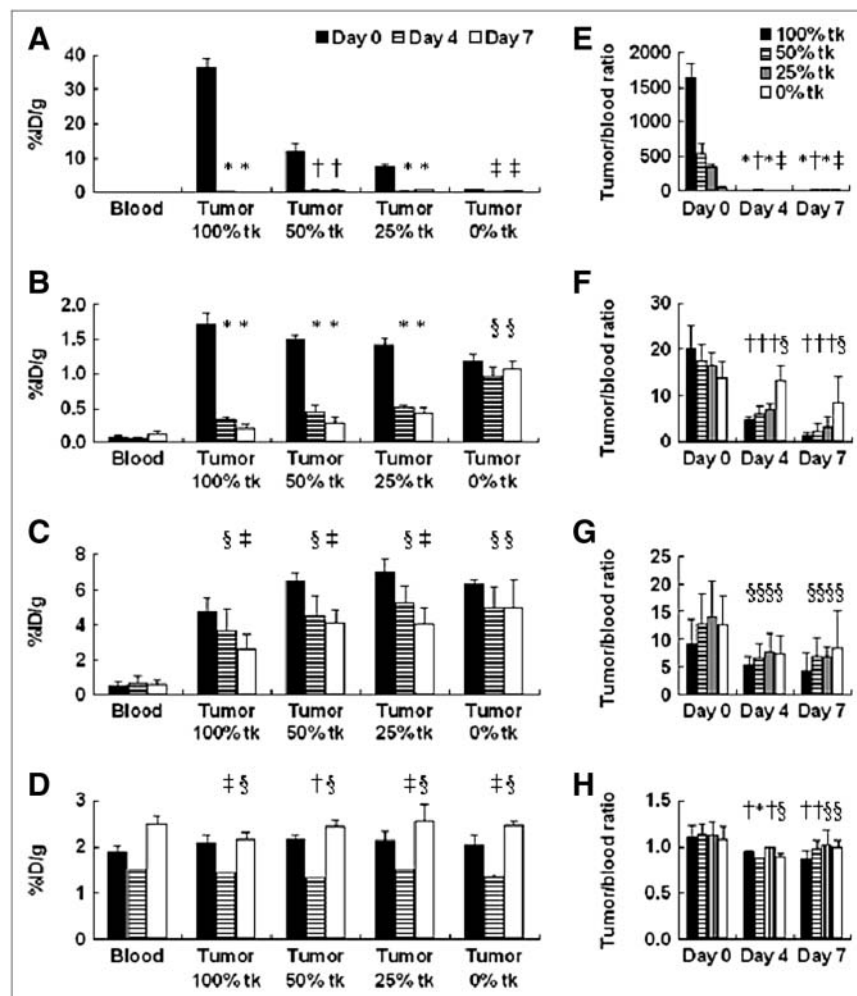 A
Day 0 Day 4 Day 7
%ID/g
40
30
20
10
0
* *
† †
* *
‡ ‡
Blood Tumor Tumor Tumor Tumor
100% tk 50% tk 25% tk 0% tk
E
100% tk
50% tk
25% tk
0% tk
Tumor/blood ratio
2000
1500
1000
500
0
*†*‡ *†*‡
Day 0 Day 4 Day 7
B
%ID/g
2.0
1.5
1.0
0.5
0.0
* *
* *
* *
§ §
Blood Tumor Tumor Tumor Tumor
100% tk 50% tk 25% tk 0% tk
F
Tumor/blood ratio
30
20
10
0
†††§ †††§
Day 0 Day 4 Day 7
C
%ID/g
8
6
4
2
0
§ ‡ § ‡ § ‡ § §
Blood Tumor Tumor Tumor Tumor
100% tk 50% tk 25% tk 0% tk
G
Tumor/blood ratio
25
20
15
10
5
0
§§§§ §§§§
Day 0 Day 4 Day 7
D
%ID/g
3
2
1
0
‡ § † § ‡ § ‡ §
Blood Tumor Tumor Tumor Tumor
100% tk 50% tk 25% tk 0% tk
H
Tumor/blood ratio
1.5
1.0
0.5
0.0
†*†§ ††§§
Day 0 Day 4 Day 7